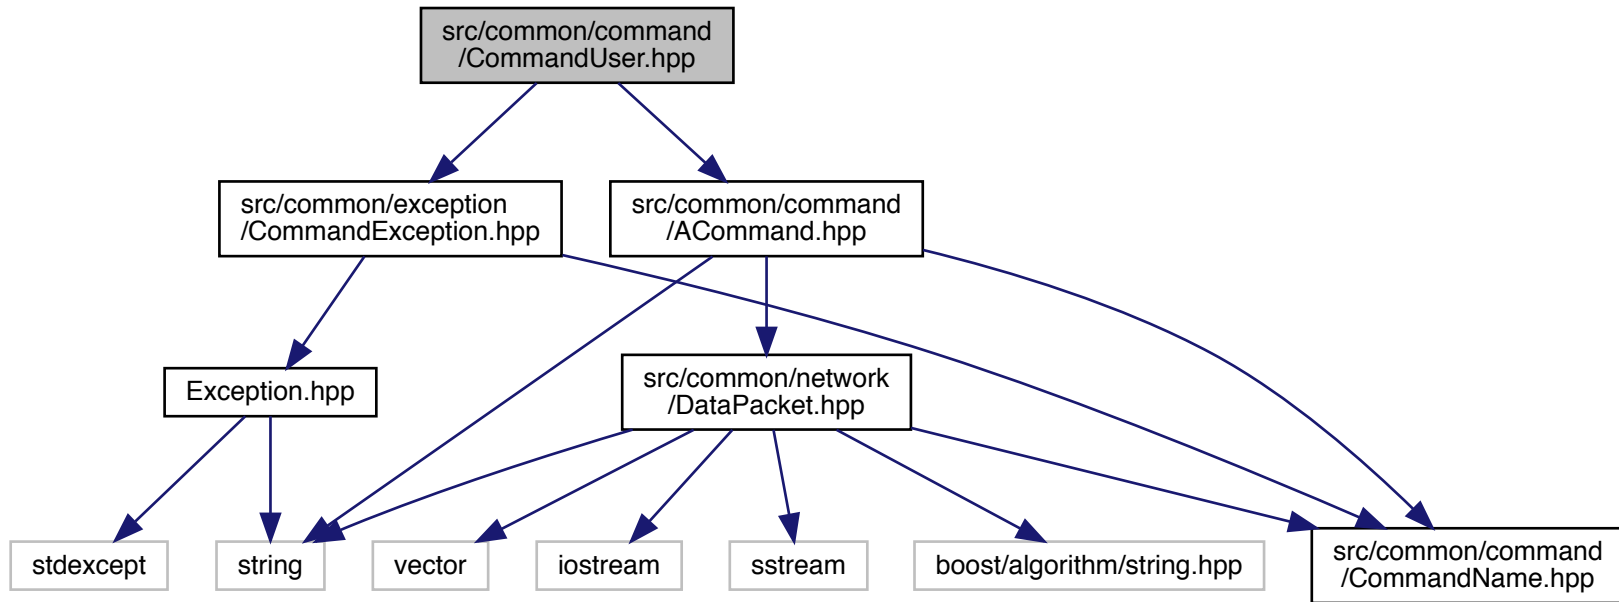 src/common/command
/CommandUser.hpp
src/common/exception
/CommandException.hpp
src/common/command
/ACommand.hpp
Exception.hpp
src/common/network
/DataPacket.hpp
stdexcept
string
vector
iostream
sstream
boost/algorithm/string.hpp
src/common/command
/CommandName.hpp